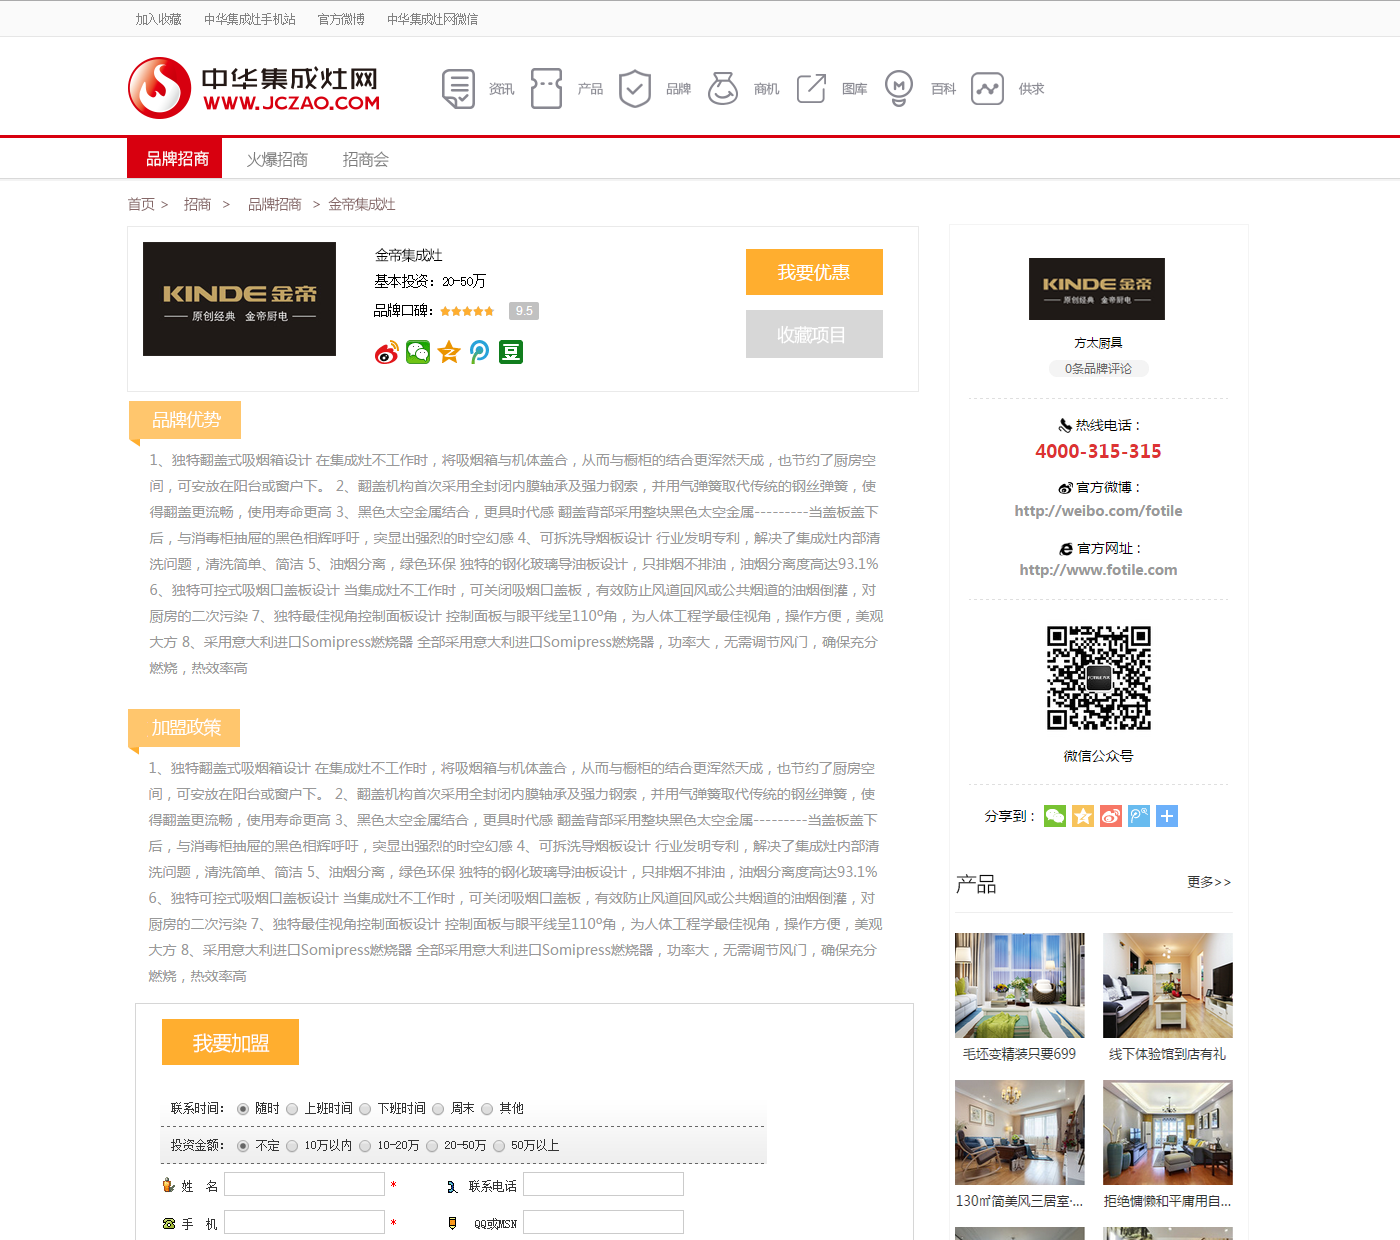 加入收藏 中华集成灶手机站 官方微博 中华集成灶网微信
中华集成灶网
WWW.JCZAO.COM
资讯 产品 品牌 商机 图库 百科 供求
品牌招商 火爆招商 招商会
首页 > 招商 > 品牌招商 > 金帝集成灶
KINDE金帝
原创经典 金帝厨电
金帝集成灶
基本投资：20-50万
品牌口碑： 9.5
豆
我要优惠
收藏项目
品牌优势
1、独特翻盖式吸烟箱设计 在集成灶不工作时，将吸烟箱与机体盖合，从而与橱柜的结合更浑然天成，也节约了厨房空
间，可安放在阳台或窗户下。 2、翻盖机构首次采用全封闭内膜轴承及强力钢索，并用气弹簧取代传统的钢丝弹簧，使
得翻盖更流畅，使用寿命更高 3、黑色太空金属结合，更具时代感 翻盖背部采用整块黑色太空金属---------当盖板盖下
后，与消毒柜抽屉的黑色相辉呼吁，突显出强烈的时空幻感 4、可拆洗导烟板设计 行业发明专利，解决了集成灶内部清
洗问题，清洗简单、简洁 5、油烟分离，绿色环保 独特的钢化玻璃导油板设计，只排烟不排油，油烟分离度高达93.1%
6、独特可控式吸烟口盖板设计 当集成灶不工作时，可关闭吸烟口盖板，有效防止风道回风或公共烟道的油烟倒灌，对
厨房的二次污染 7、独特最佳视角控制面板设计 控制面板与眼平线呈110º角，为人体工程学最佳视角，操作方便，美观
大方 8、采用意大利进口Somipress燃烧器 全部采用意大利进口Somipress燃烧器，功率大，无需调节风门，确保充分
燃烧，热效率高
加盟政策
1、独特翻盖式吸烟箱设计 在集成灶不工作时，将吸烟箱与机体盖合，从而与橱柜的结合更浑然天成，也节约了厨房空
间，可安放在阳台或窗户下。 2、翻盖机构首次采用全封闭内膜轴承及强力钢索，并用气弹簧取代传统的钢丝弹簧，使
得翻盖更流畅，使用寿命更高 3、黑色太空金属结合，更具时代感 翻盖背部采用整块黑色太空金属---------当盖板盖下
后，与消毒柜抽屉的黑色相辉呼吁，突显出强烈的时空幻感 4、可拆洗导烟板设计 行业发明专利，解决了集成灶内部清
洗问题，清洗简单、简洁 5、油烟分离，绿色环保 独特的钢化玻璃导油板设计，只排烟不排油，油烟分离度高达93.1%
6、独特可控式吸烟口盖板设计 当集成灶不工作时，可关闭吸烟口盖板，有效防止风道回风或公共烟道的油烟倒灌，对
厨房的二次污染 7、独特最佳视角控制面板设计 控制面板与眼平线呈110º角，为人体工程学最佳视角，操作方便，美观
大方 8、采用意大利进口Somipress燃烧器 全部采用意大利进口Somipress燃烧器，功率大，无需调节风门，确保充分
燃烧，热效率高
我要加盟
联系时间： 随时 上班时间 下班时间 周末 其他
投资金额： 不定 10万以内 10-20万 20-50万 50万以上
姓 名 * 联系电话
手 机 * QQ或MSN
KINDE金帝
原创经典 金帝厨电
方太厨具
0条品牌评论
热线电话：
4000-315-315
官方微博：
http://weibo.com/fotile
官方网址：
http://www.fotile.com
微信公众号
分享到：
产品 更多>>
毛坯变精装只要699 线下体验馆到店有礼
130㎡简美风三居室·... 拒绝慵懒和平庸用自...